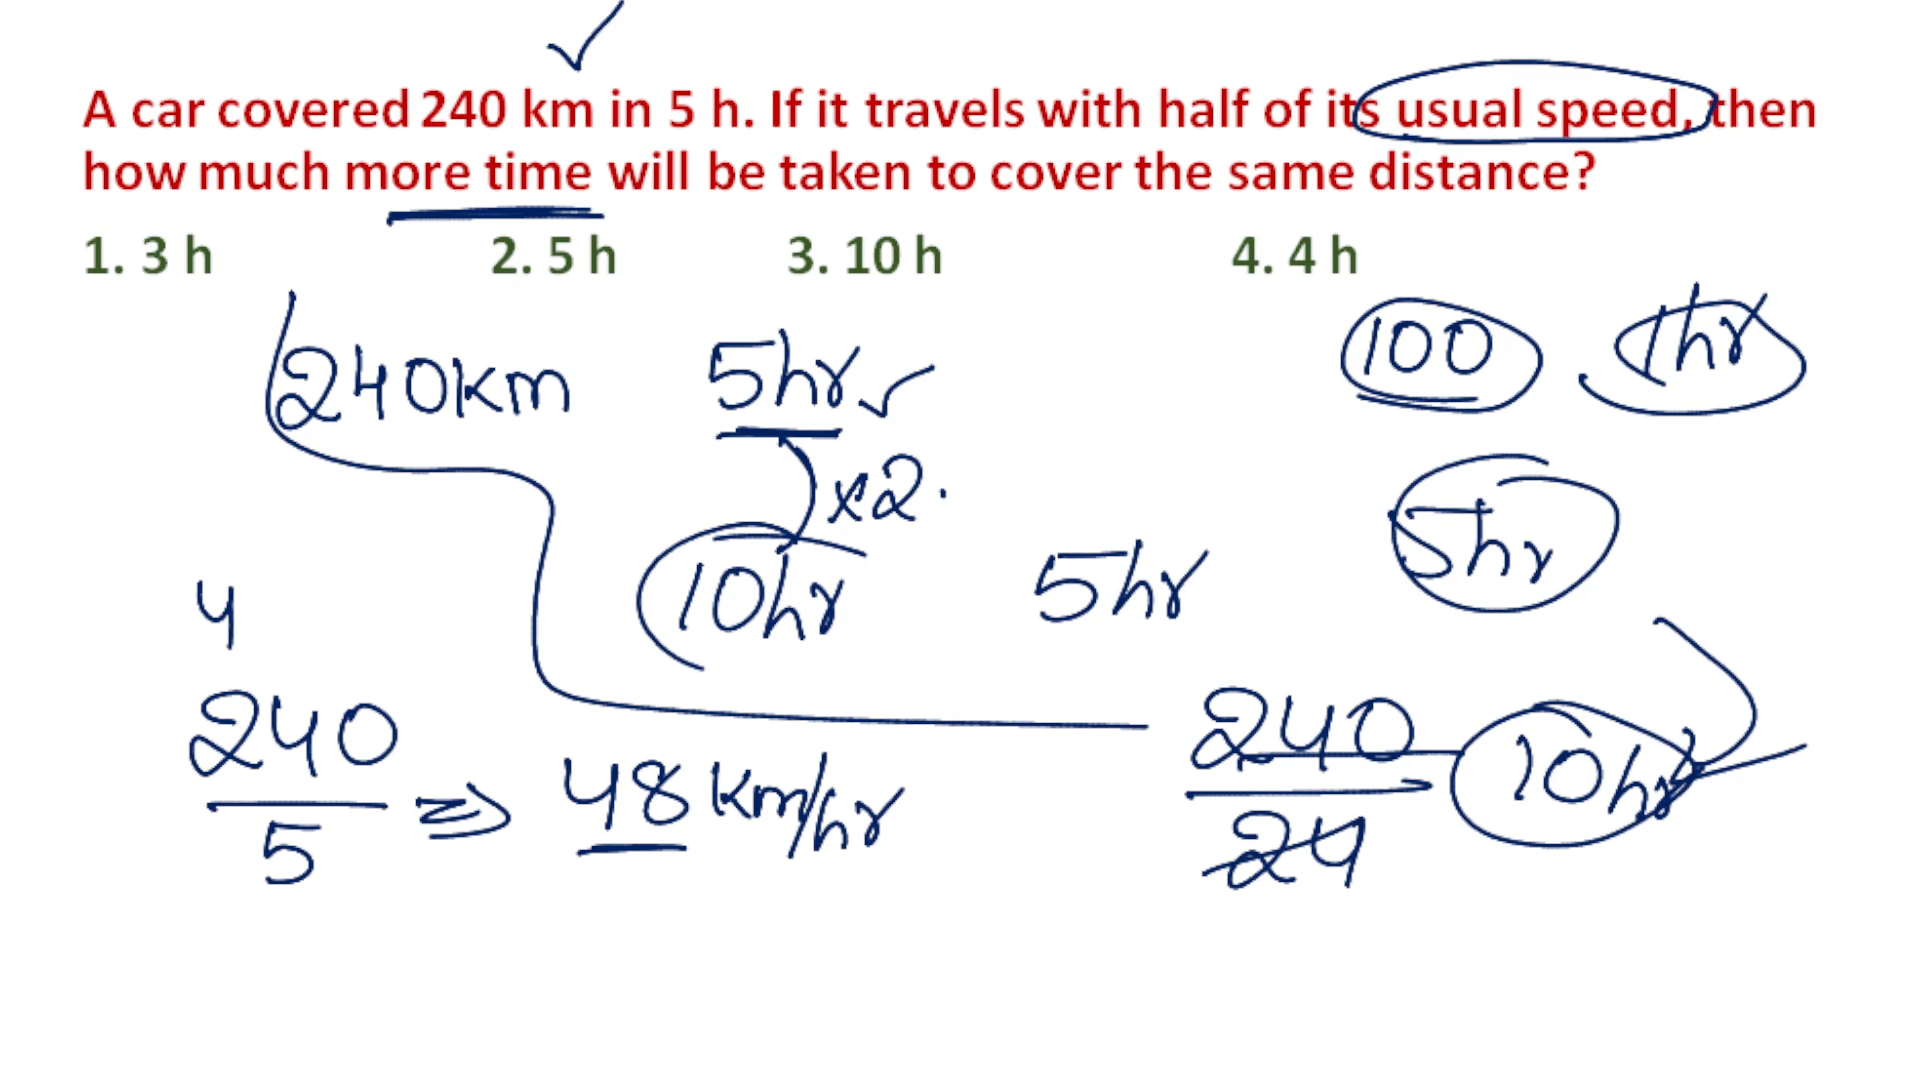 A car covered 240 km in 5 h. If it travels with half of its usual speed, then
how much more time will be taken to cover the same distance?
1. 3 h 2. 5 h 3. 10 h 4. 4 h
240km 5hr 100 1hr
x2.
10hr 5hr 5hr
4
240/5 ⇒ 48 km/hr 240/24 10hr